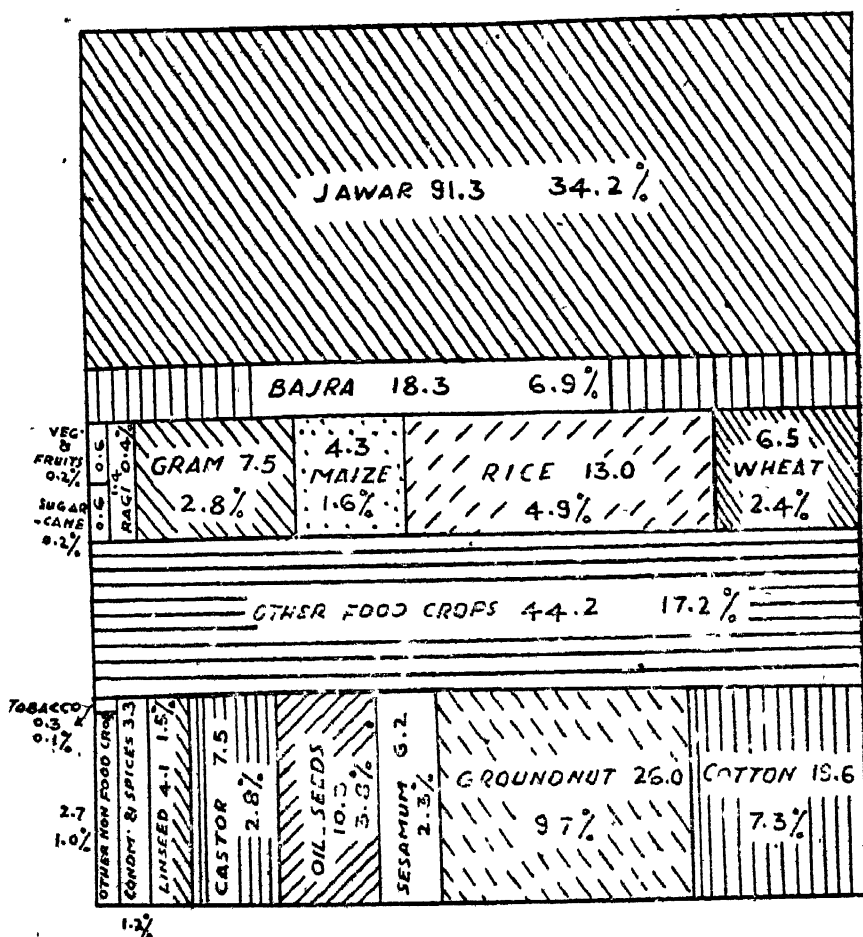 JAWAR 91.3 34.2%
BAJRA 18.3 6.9%
VEG.
&
FRUITS
0.2%
0.6
SUGAR
-CANE
0.2%
0.6
RAGI 1.4 0.4%
GRAM 7.5
2.8%
4.3
MAIZE
1.6%
RICE 13.0
4.9%
6.5
WHEAT
2.4%
OTHER FOOD CROPS 44.2 17.2%
TOBACCO
0.3
0.1%
2.7
1.0%
OTHER NON FOOD CROP
CONDM. & SPICES 3.3
1.2%
LINSEED 4.1 1.5%
CASTOR 7.5
2.8%
OIL SEEDS
SESAMUM 6.2
2.3%
GROUNDNUT 26.0
9.7%
COTTON 19.6
7.3%